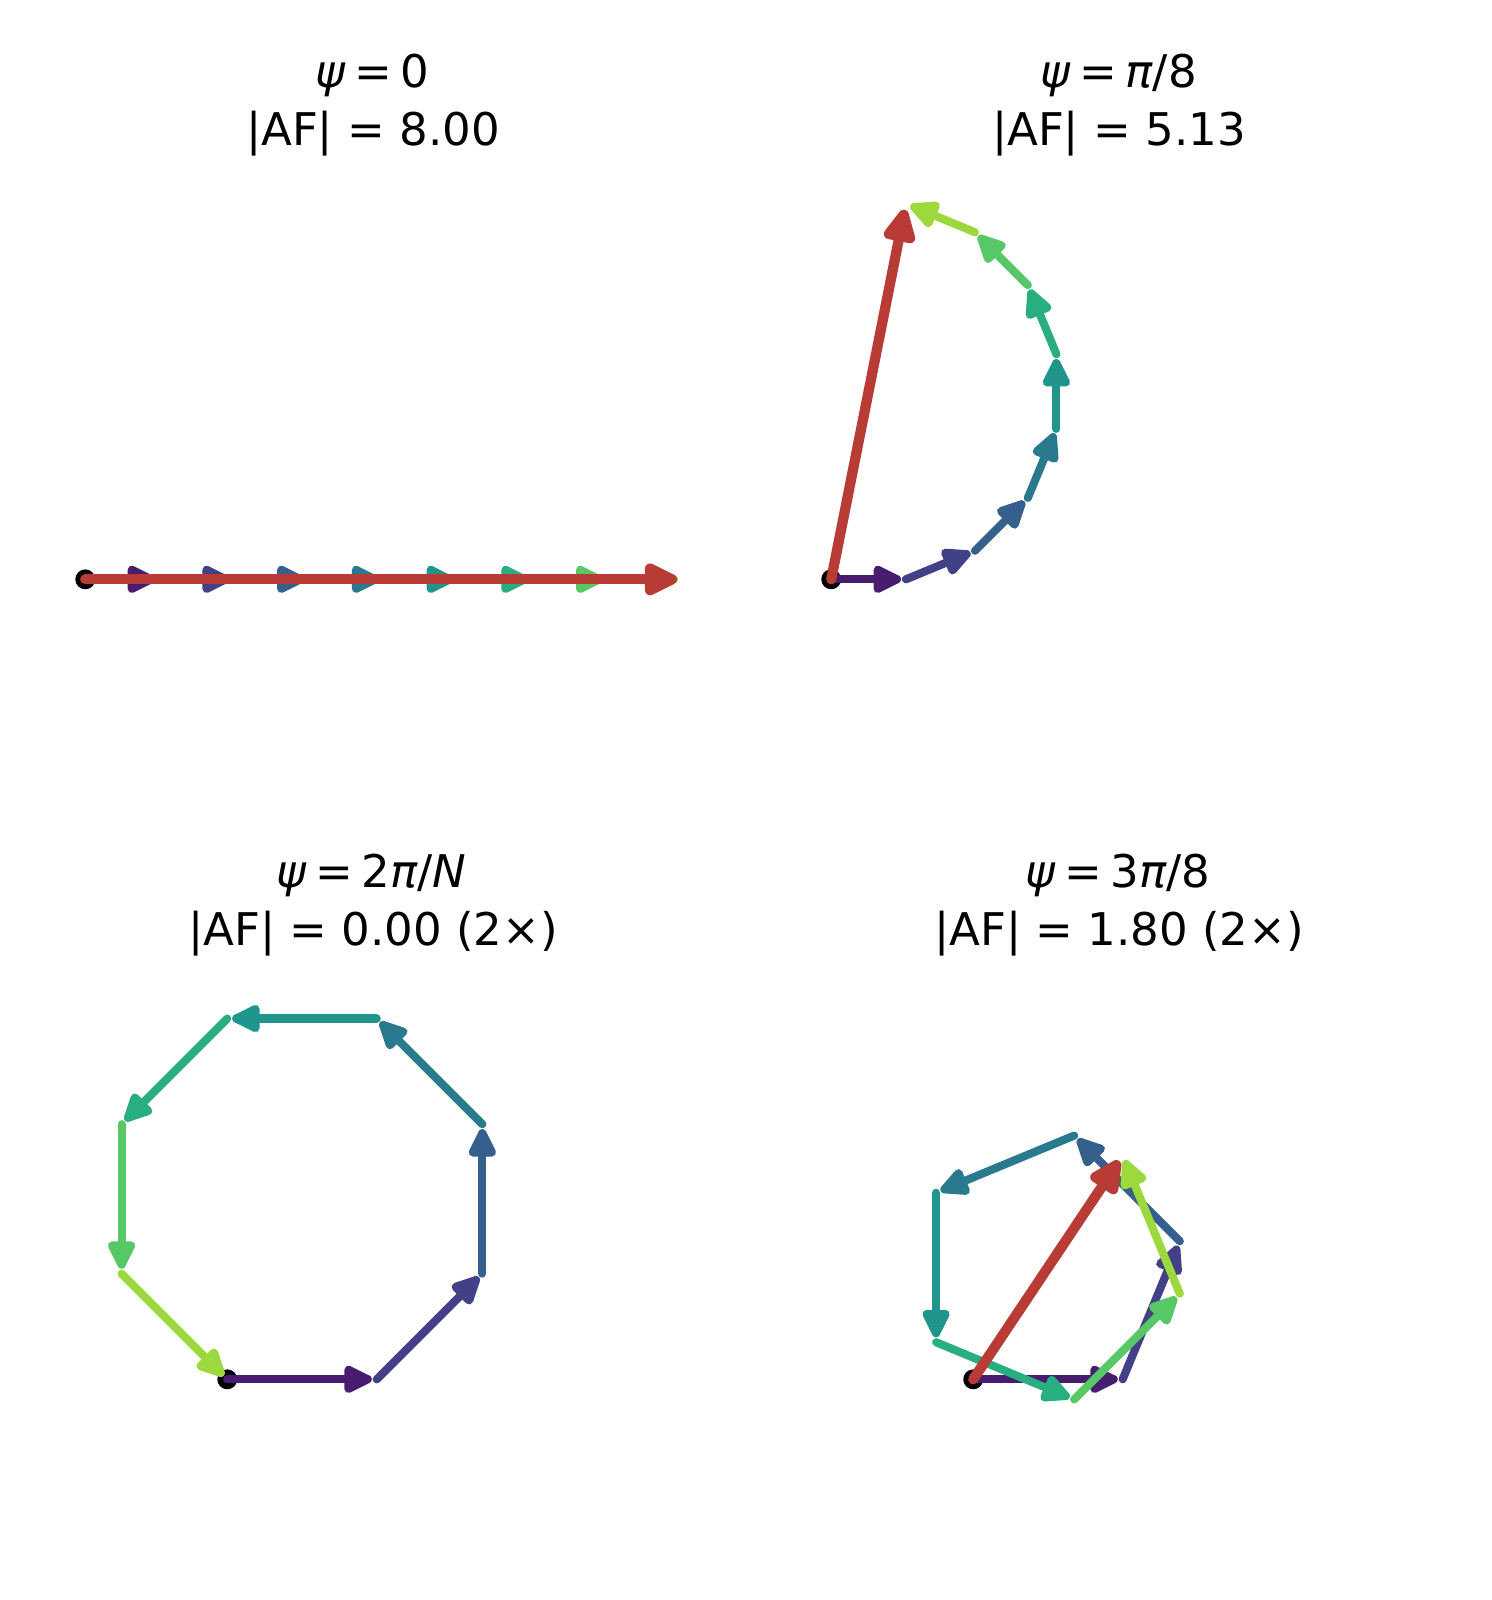 ψ = 0
|AF| = 8.00
ψ = π/8
|AF| = 5.13
ψ = 2π/N
|AF| = 0.00 (2×)
ψ = 3π/8
|AF| = 1.80 (2×)